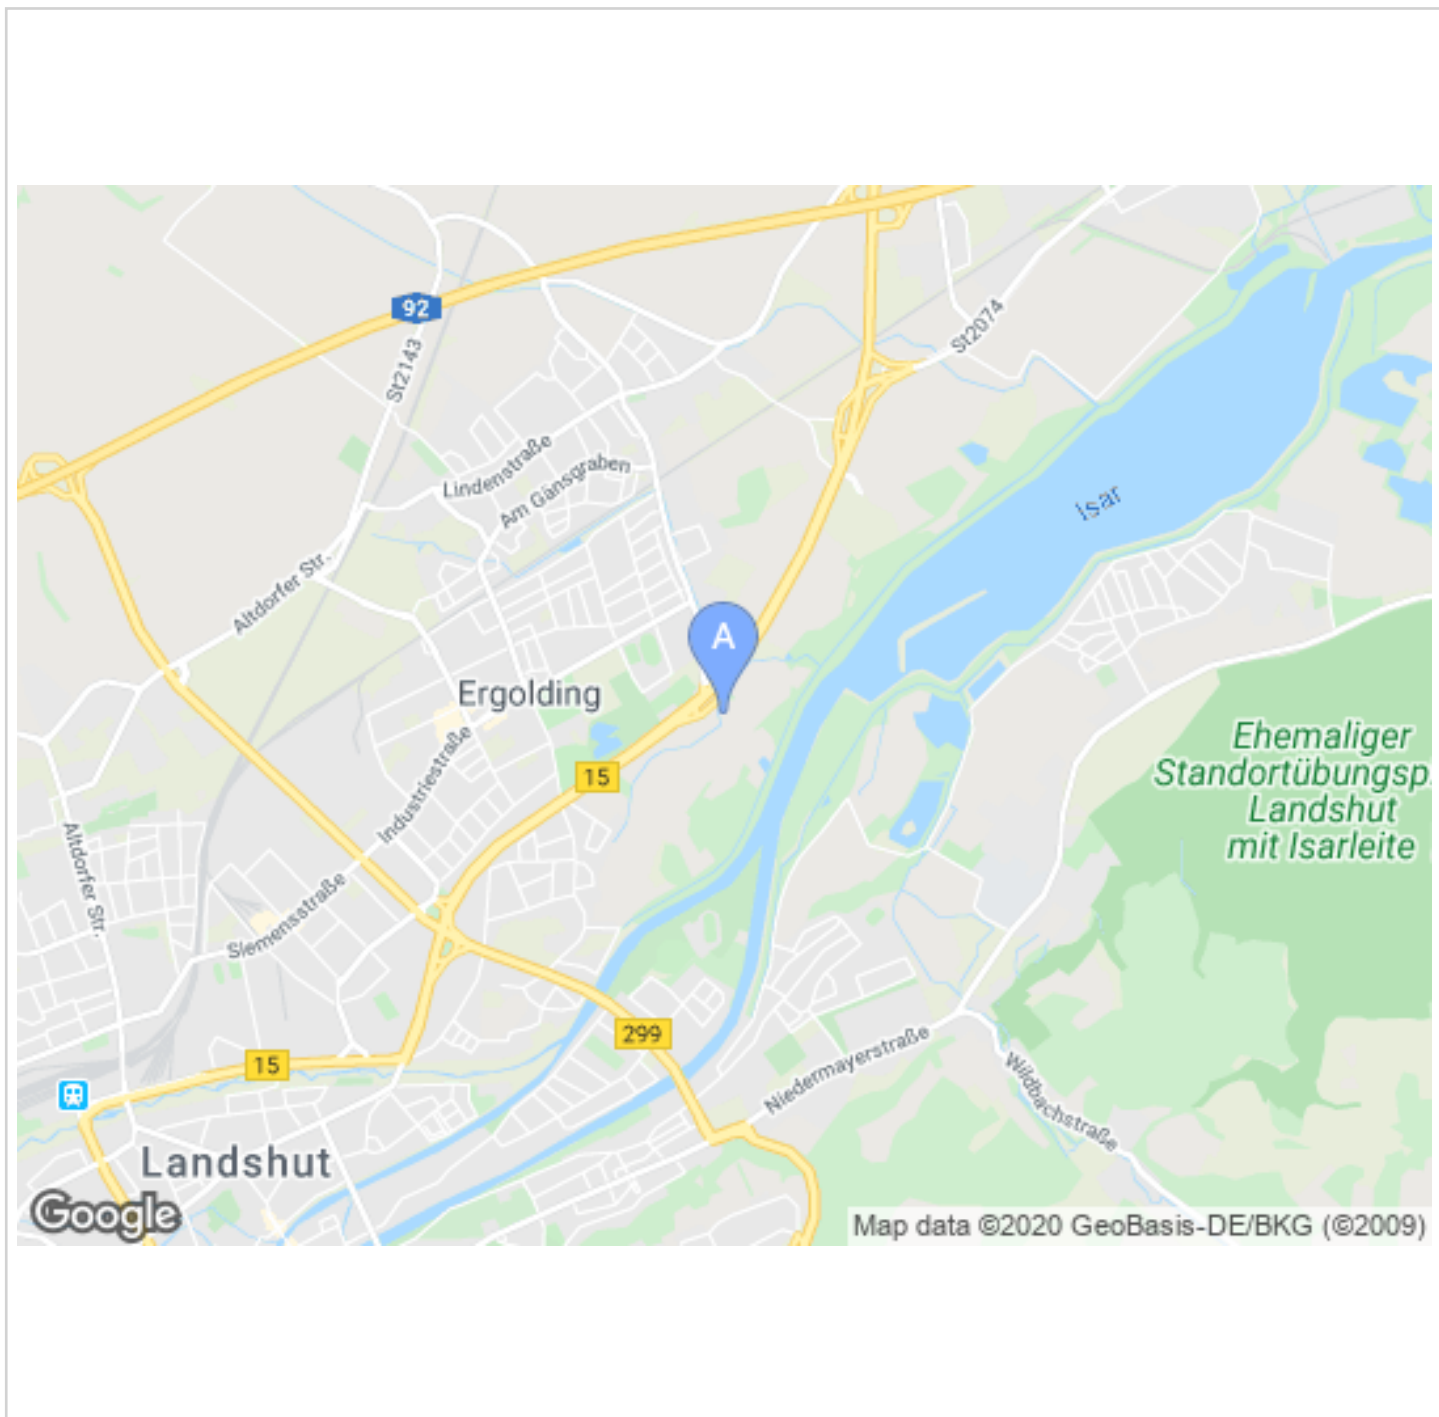 92
St2143
St2074
Lindenstraße
Am Gänsgraben
Isar
Altdorfer Str.
A
Ergolding
Industriestraße
15
Ehemaliger
Standortübungsp.
Landshut
mit Isarleite
Altdorfer Str.
Siemensstraße
299
15
Niedermayerstraße
Wildbachstraße
Landshut
Google
Map data ©2020 GeoBasis-DE/BKG (©2009)